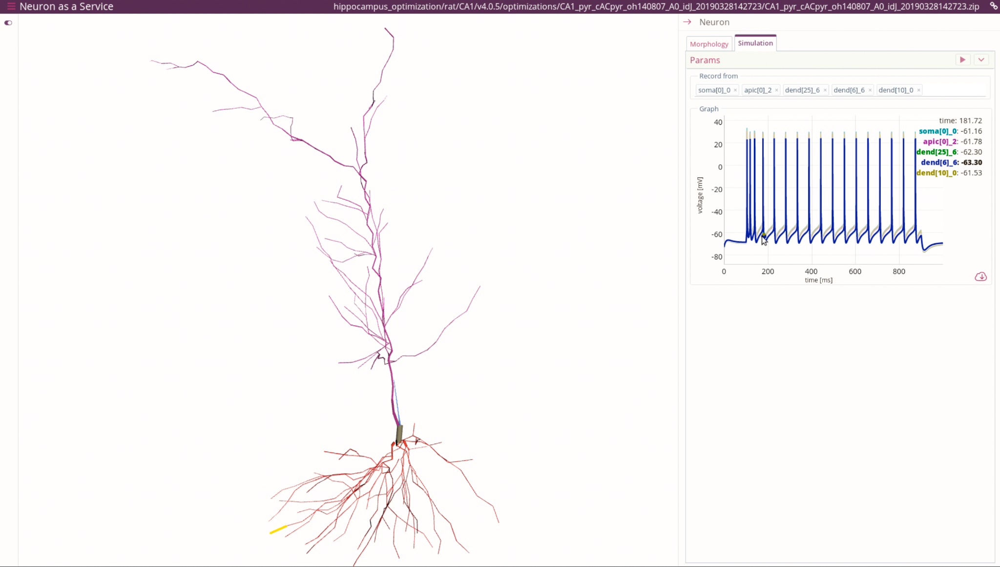 Neuron as a Service
hippocampus_optimization/rat/CA1/v4.0.5/optimizations/CA1_pyr_cACpyr_oh140807_A0_idJ_20190328142723/CA1_pyr_cACpyr_oh140807_A0_idJ_20190328142723.zip
Neuron
Morphology Simulation
Params
Record from
soma[0]_0 × apic[0]_2 × dend[25]_6 × dend[6]_6 × dend[10]_0 ×
Graph
time: 181.72
soma[0]_0: -61.16
apic[0]_2: -61.78
dend[25]_6: -62.30
dend[6]_6: -63.30
dend[10]_0: -61.53
voltage [mV]
40
20
0
-20
-40
-60
-80
0 200 400 600 800
time [ms]